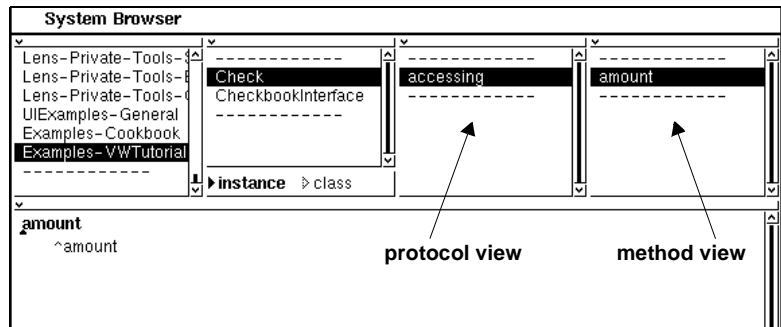 System Browser
Lens-Private-Tools-
Lens-Private-Tools-
Lens-Private-Tools-
UIExamples-General
Examples-Cookbook
Examples-VWTutorial
-------------
-------------
Check
CheckbookInterface
-------------
instance class
-------------
accessing
-------------
-------------
amount
-------------
amount
^amount
protocol view
method view